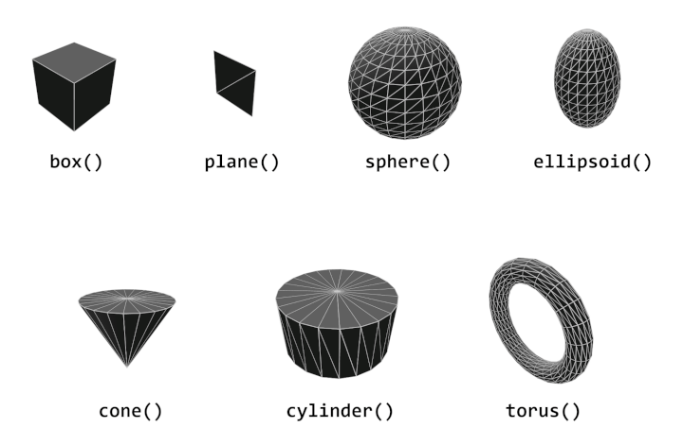 box()
plane()
sphere()
ellipsoid()
cone()
cylinder()
torus()